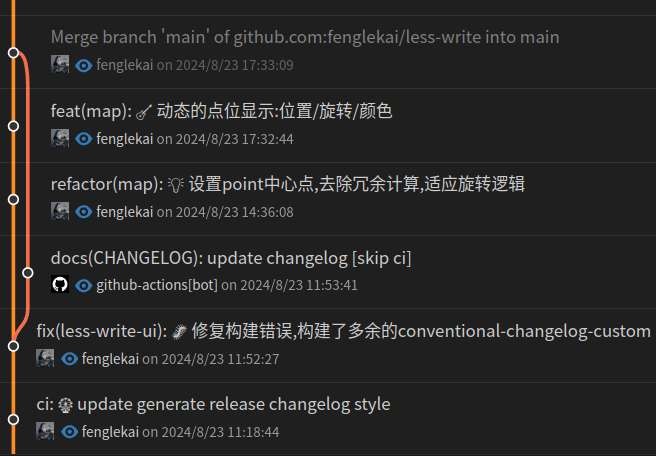 Merge branch 'main' of github.com:fenglekai/less-write into main
fenglekai on 2024/8/23 17:33:09
feat(map): 🎸 动态的点位显示:位置/旋转/颜色
fenglekai on 2024/8/23 17:32:44
refactor(map): 💡 设置point中心点,去除冗余计算,适应旋转逻辑
fenglekai on 2024/8/23 14:36:08
docs(CHANGELOG): update changelog [skip ci]
github-actions[bot] on 2024/8/23 11:53:41
fix(less-write-ui): 🐛 修复构建错误,构建了多余的conventional-changelog-custom
fenglekai on 2024/8/23 11:52:27
ci: 🎡 update generate release changelog style
fenglekai on 2024/8/23 11:18:44